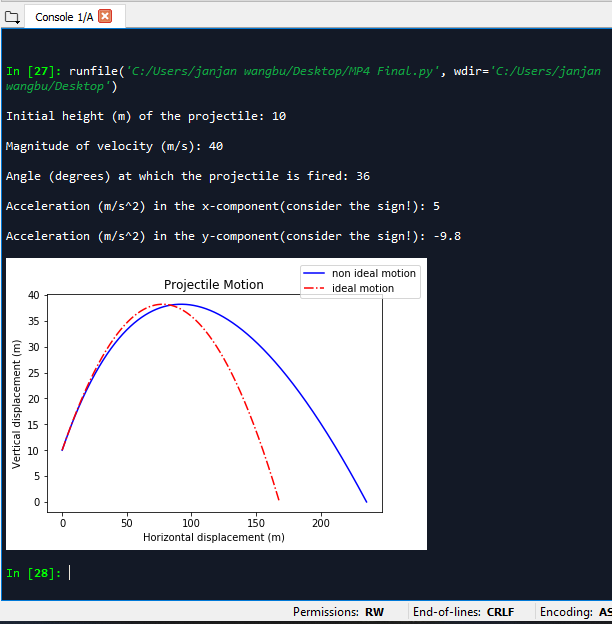 Console 1/A
In [27]: runfile('C:/Users/janjan wangbu/Desktop/MP4 Final.py', wdir='C:/Users/janjan
wangbu/Desktop')
Initial height (m) of the projectile: 10
Magnitude of velocity (m/s): 40
Angle (degrees) at which the projectile is fired: 36
Acceleration (m/s^2) in the x-component(consider the sign!): 5
Acceleration (m/s^2) in the y-component(consider the sign!): -9.8
Projectile Motion
non ideal motion
ideal motion
40
35
30
25
20
15
10
5
0
Vertical displacement (m)
0 50 100 150 200
Horizontal displacement (m)
In [28]:
Permissions: RW End-of-lines: CRLF Encoding: AS